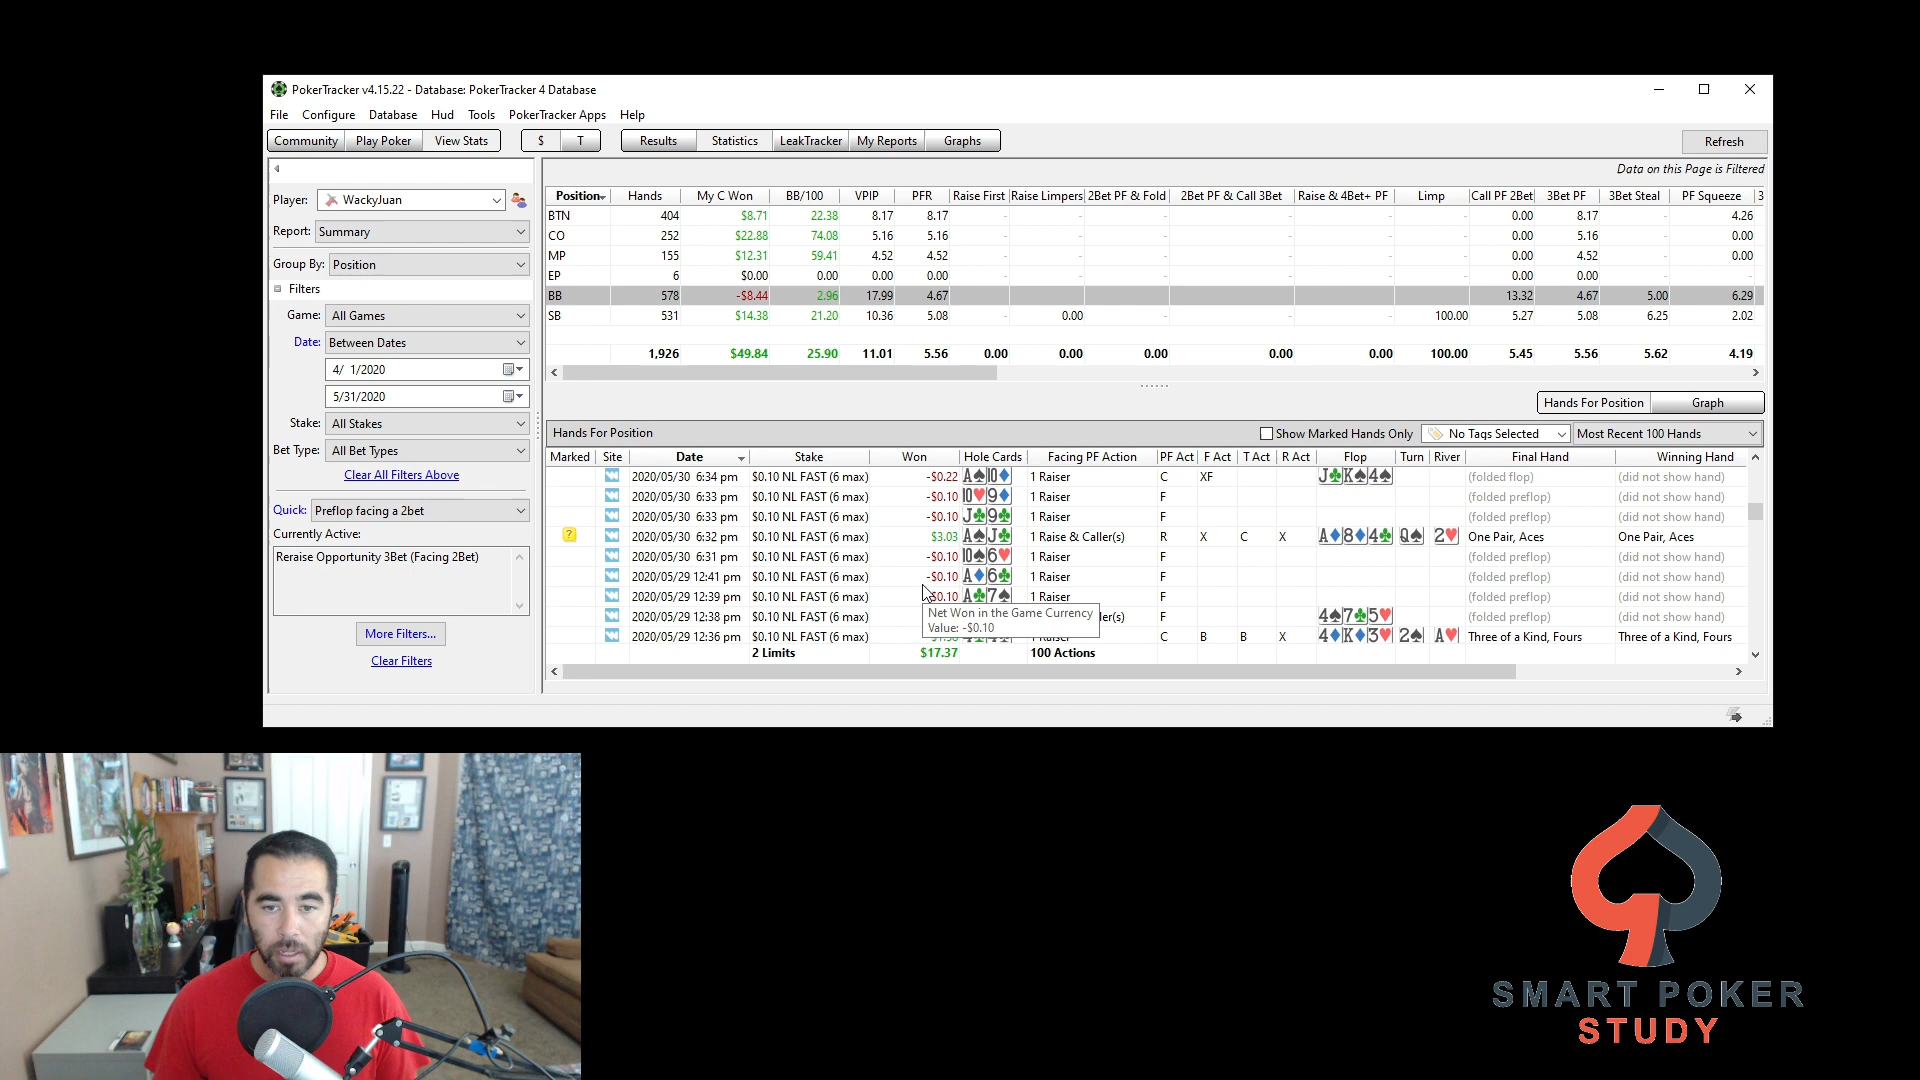 PokerTracker v4.15.22 - Database: PokerTracker 4 Database
File Configure Database Hud Tools PokerTracker Apps Help
Community Play Poker View Stats $ T Results Statistics LeakTracker My Reports Graphs Refresh
Data on this Page is Filtered
Player: WackyJuan
Report: Summary
Group By: Position
Filters
Game: All Games
Date: Between Dates
4/ 1/2020
5/31/2020
Stake: All Stakes
Bet Type: All Bet Types
Clear All Filters Above
Quick: Preflop facing a 2bet
Currently Active:
Reraise Opportunity 3Bet (Facing 2Bet)
More Filters...
Clear Filters
Position Hands My C Won BB/100 VPIP PFR Raise First Raise Limpers 2Bet PF & Fold 2Bet PF & Call 3Bet Raise & 4Bet+ PF Limp Call PF 2Bet 3Bet PF 3Bet Steal PF Squeeze 3
BTN 404 $8.71 22.38 8.17 8.17 - - - - - - 0.00 8.17 - 4.26
CO 252 $22.88 74.08 5.16 5.16 - - - - - - 0.00 5.16 - 0.00
MP 155 $12.31 59.41 4.52 4.52 - - - - - - 0.00 4.52 - 0.00
EP 6 $0.00 0.00 0.00 0.00 - - - - - - 0.00 0.00 - -
BB 578 -$8.44 2.96 17.99 4.67 - - - - - - 13.32 4.67 5.00 6.29
SB 531 $14.38 21.20 10.36 5.08 - 0.00 - - - 100.00 5.27 5.08 6.25 2.02
1,926 $49.84 25.90 11.01 5.56 0.00 0.00 0.00 0.00 0.00 100.00 5.45 5.56 5.62 4.19
Hands For Position Graph
Hands For Position Show Marked Hands Only No Tags Selected Most Recent 100 Hands
Marked Site Date Stake Won Hole Cards Facing PF Action PF Act F Act T Act R Act Flop Turn River Final Hand Winning Hand
2020/05/30 6:34 pm $0.10 NL FAST (6 max) -$0.22 A♠10♦ 1 Raiser C XF J♣K♠4♠ (folded flop) (did not show hand)
2020/05/30 6:33 pm $0.10 NL FAST (6 max) -$0.10 10♥9♦ 1 Raiser F (folded preflop) (did not show hand)
2020/05/30 6:33 pm $0.10 NL FAST (6 max) -$0.10 J♣9♣ 1 Raiser F (folded preflop) (did not show hand)
? 2020/05/30 6:32 pm $0.10 NL FAST (6 max) $3.03 A♠J♣ 1 Raise & Caller(s) R X C X A♦8♦4♣ Q♠ 2♥ One Pair, Aces One Pair, Aces
2020/05/30 6:31 pm $0.10 NL FAST (6 max) -$0.10 10♠6♥ 1 Raiser F (folded preflop) (did not show hand)
2020/05/29 12:41 pm $0.10 NL FAST (6 max) -$0.10 A♦6♣ 1 Raiser F (folded preflop) (did not show hand)
2020/05/29 12:39 pm $0.10 NL FAST (6 max) -$0.10 A♣7♠ 1 Raiser F (folded preflop) (did not show hand)
2020/05/29 12:38 pm $0.10 NL FAST (6 max) ler(s) F 4♠7♣5♥ (folded preflop) (did not show hand)
2020/05/29 12:36 pm $0.10 NL FAST (6 max) C B B X 4♦K♦3♥ 2♠ A♥ Three of a Kind, Fours Three of a Kind, Fours
Net Won in the Game Currency
Value: -$0.10
2 Limits $17.37 100 Actions
SMART POKER
STUDY